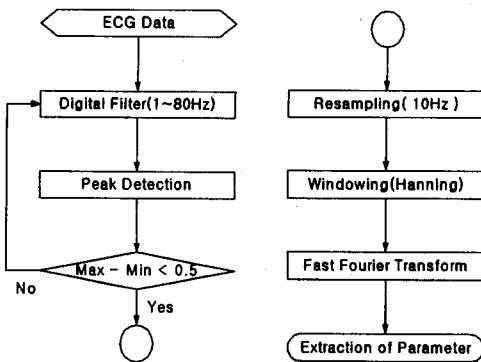 ECG Data
Digital Filter(1~80Hz)
Peak Detection
Max - Min < 0.5
No
Yes
Resampling( 10Hz )
Windowing(Hanning)
Fast Fourier Transform
Extraction of Parameter